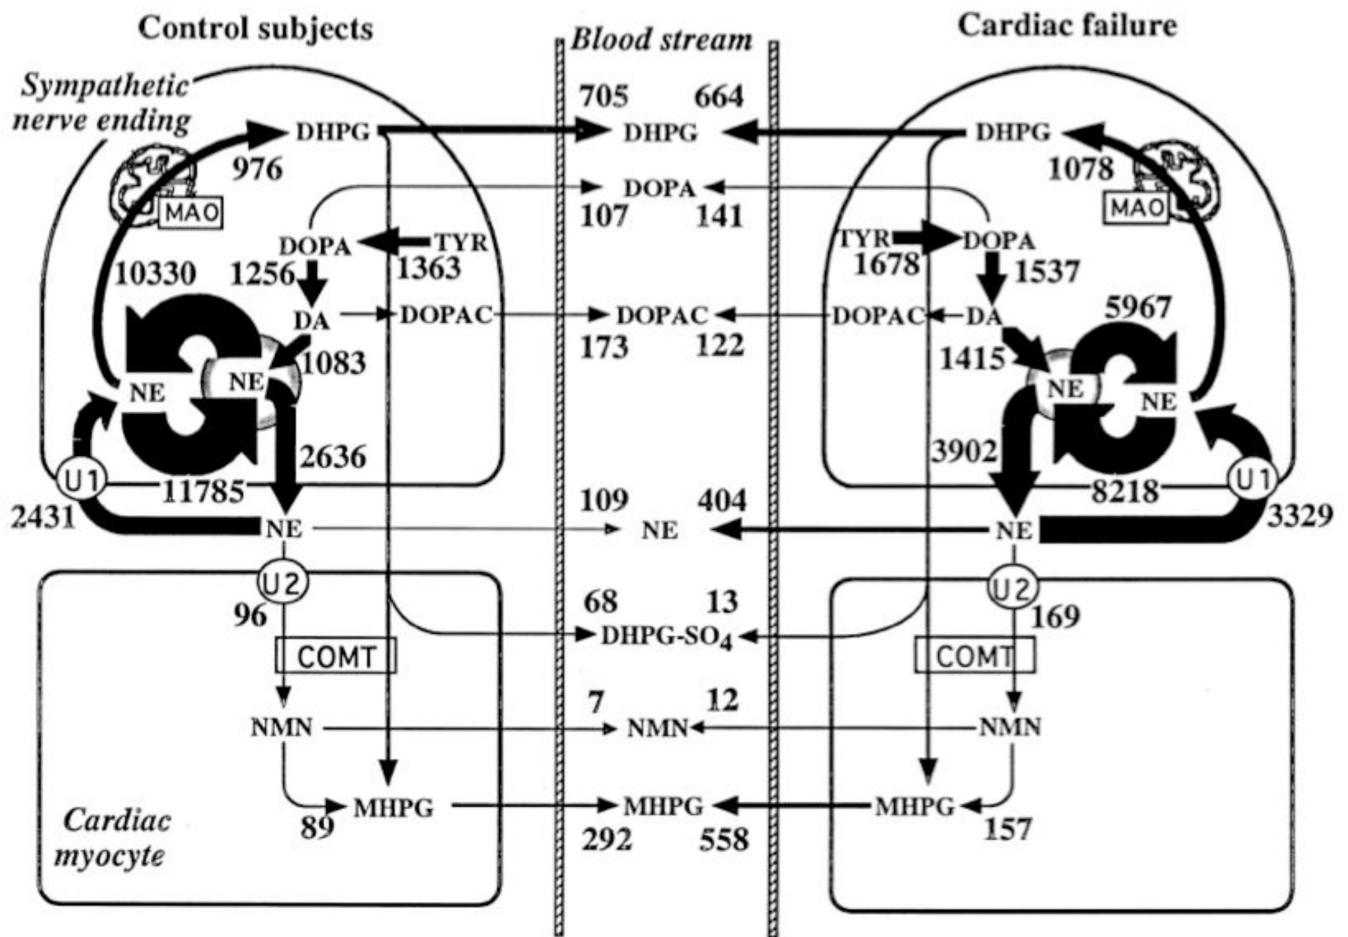 Control subjects
Blood stream
Cardiac failure
Sympathetic
nerve ending
705 664
DHPG DHPG DHPG
976 1078
MAO MAO
DOPA
107 141
DOPA TYR TYR DOPA
1256 1363 1678 1537
10330 5967
DA DOPAC DOPAC DOPAC DA
1083 173 122 1415
NE NE NE NE
2636 3902
U1 U1
11785 8218
2431 109 404 3329
NE NE NE
U2 U2
96 68 13 169
DHPG-SO4
COMT COMT
7 12
NMN NMN NMN
MHPG MHPG MHPG
89 292 558 157
Cardiac
myocyte